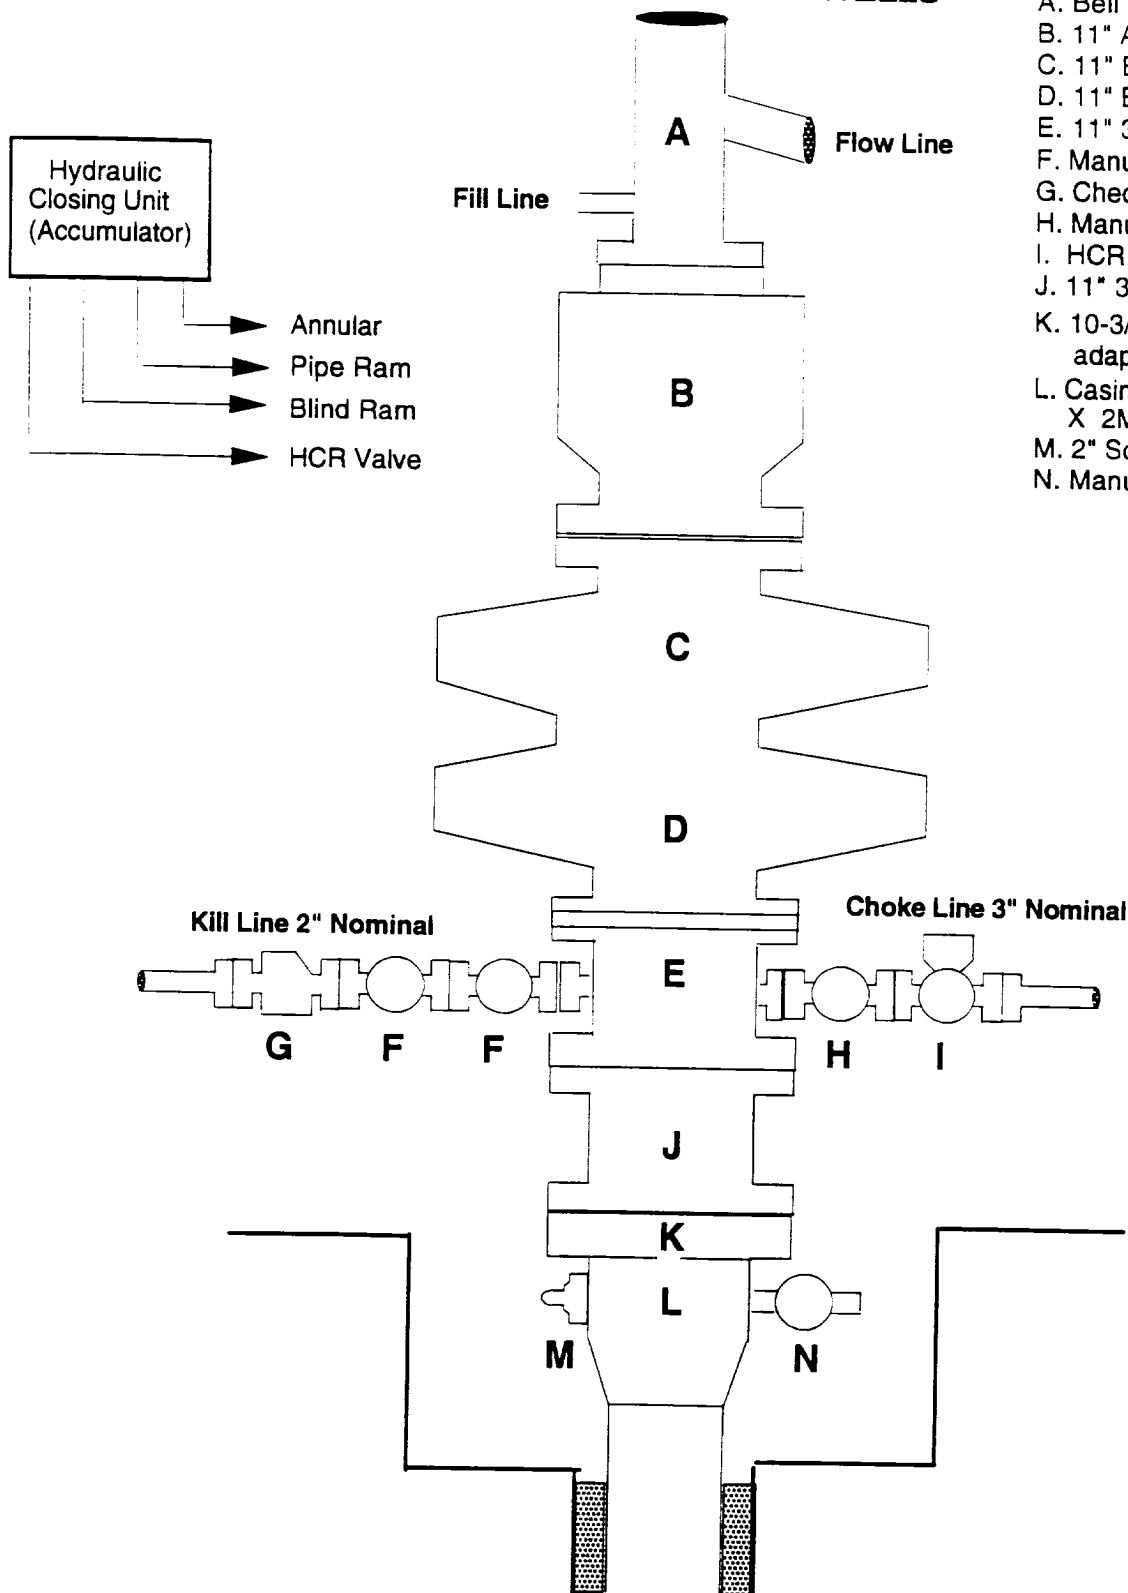 A. Bell
B. 11" A
C. 11" B
D. 11" B
E. 11" 3
F. Manu
G. Chec
H. Manu
I. HCR
J. 11" 3
K. 10-3/
adap
L. Casin
X 2M
M. 2" So
N. Manu
Hydraulic
Closing Unit
(Accumulator)
Annular
Pipe Ram
Blind Ram
HCR Valve
Fill Line
Flow Line
A
B
C
D
Kill Line 2" Nominal
Choke Line 3" Nominal
E
G F F H I
J
K
L
M N